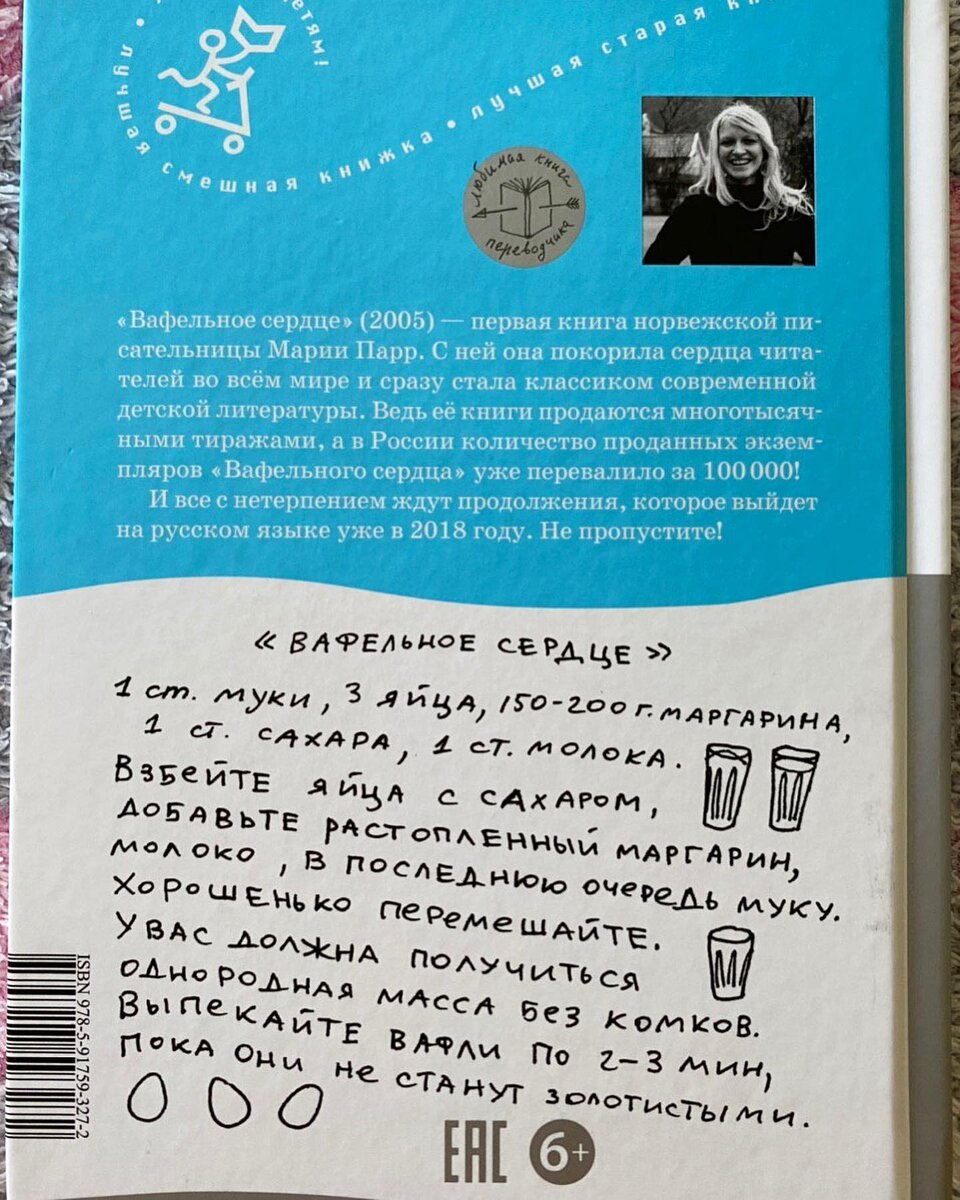 етям!
лучшая смешная книжка • лучшая старая
любимая книга
переводчика
«Вафельное сердце» (2005) — первая книга норвежской пи-
сательницы Марии Парр. С ней она покорила сердца чита-
телей во всём мире и сразу стала классиком современной
детской литературы. Ведь её книги продаются многотысяч-
ными тиражами, а в России количество проданных экзем-
пляров «Вафельного сердца» уже перевалило за 100 000!
И все с нетерпением ждут продолжения, которое выйдет
на русском языке уже в 2018 году. Не пропустите!
«ВАФЕЛЬНОЕ СЕРДЦЕ»
1 ст. муки, 3 яйца, 150-200 г. МАРГАРИНА,
1 ст. САХАРА, 1 ст. МОЛОКА.
ВЗБЕЙТЕ ЯЙЦА С САХАРОМ,
ДОБАВЬТЕ РАСТОПЛЕННЫЙ МАРГАРИН,
МОЛОКО, В ПОСЛЕДНЮЮ ОЧЕРЕДЬ МУКУ.
ХОРОШЕНЬКО ПЕРЕМЕШАЙТЕ.
У ВАС ДОЛЖНА ПОЛУЧИТЬСЯ
ОДНОРОДНАЯ МАССА БЕЗ КОМКОВ.
ВЫПЕКАЙТЕ ВАФЛИ ПО 2-3 МИН,
ПОКА ОНИ НЕ СТАНУТ ЗОЛОТИСТЫМИ.
ISBN 978-5-91759-327-2
EAC 6+